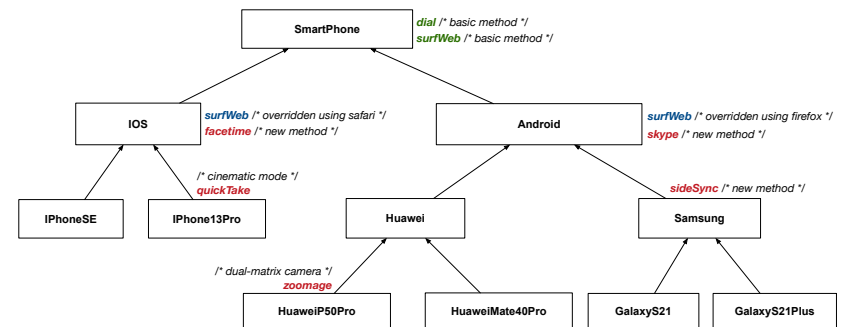 SmartPhone
dial /* basic method */
surfWeb /* basic method */
IOS
surfWeb /* overridden using safari */
facetime /* new method */
Android
surfWeb /* overridden using firefox */
skype /* new method */
/* cinematic mode */
quickTake
sideSync /* new method */
IPhoneSE
IPhone13Pro
Huawei
Samsung
/* dual-matrix camera */
zoomage
HuaweiP50Pro
HuaweiMate40Pro
GalaxyS21
GalaxyS21Plus